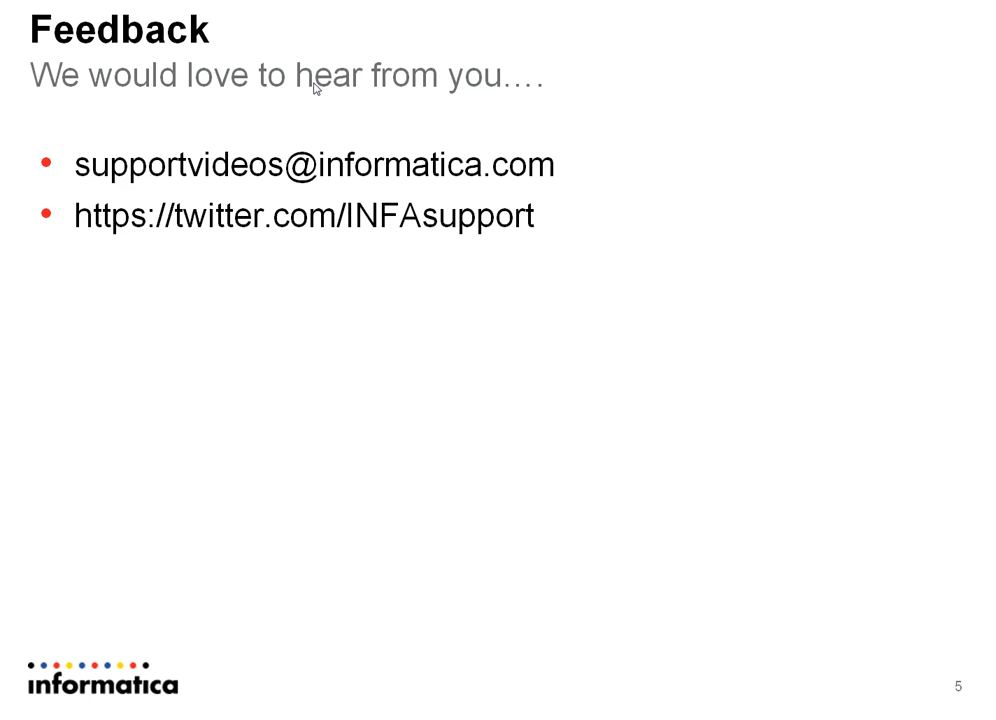 Feedback
We would love to hear from you….
• supportvideos@informatica.com
• https://twitter.com/INFAsupport
informatica
5